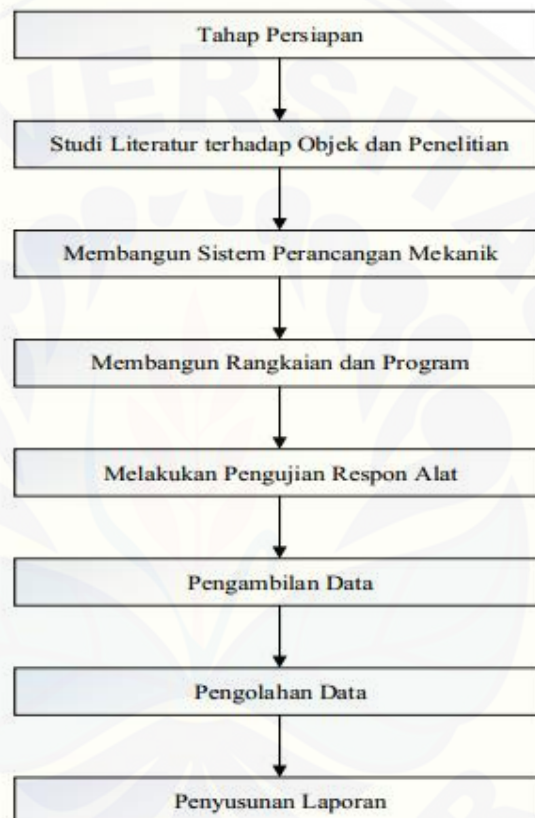 Tahap Persiapan
Studi Literatur terhadap Objek dan Penelitian
Membangun Sistem Perancangan Mekanik
Membangun Rangkaian dan Program
Melakukan Pengujian Respon Alat
Pengambilan Data
Pengolahan Data
Penyusunan Laporan